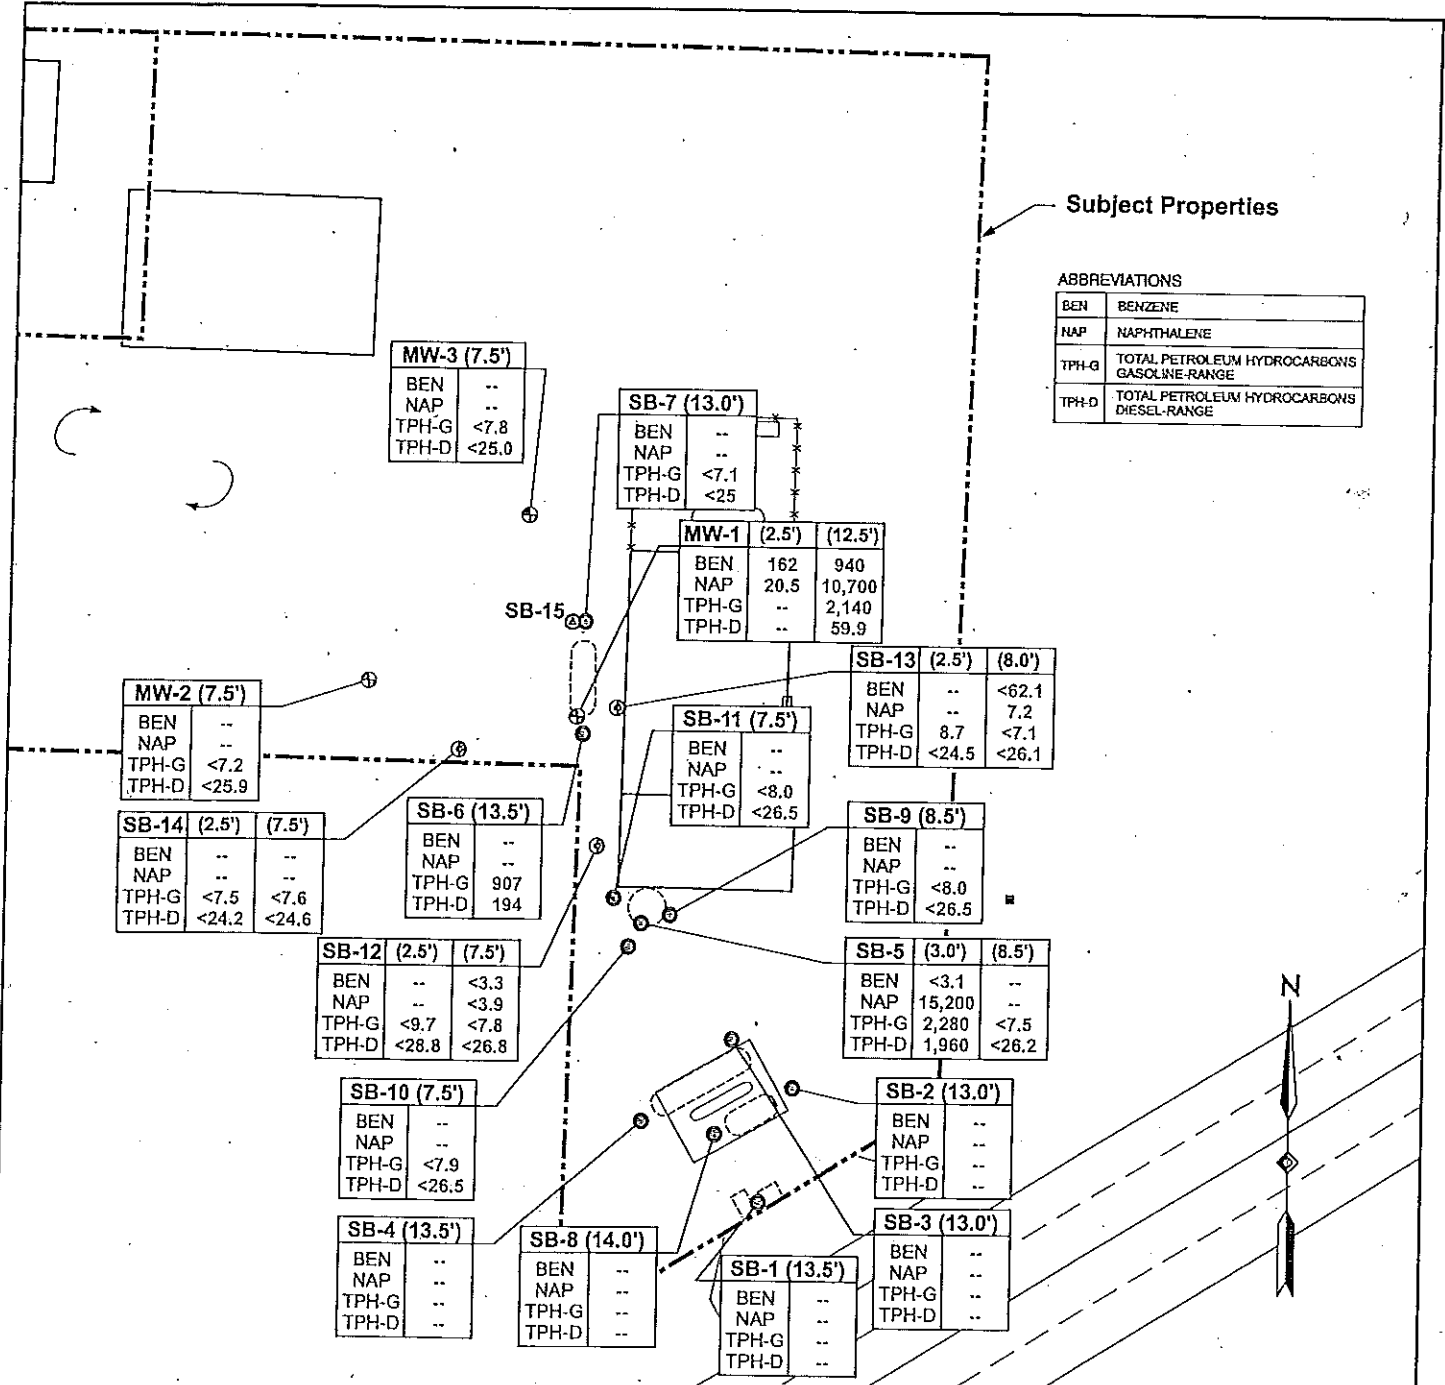 Subject Properties
ABBREVIATIONS
BEN BENZENE
NAP NAPHTHALENE
TPH-G TOTAL PETROLEUM HYDROCARBONS
GASOLINE-RANGE
TPH-D TOTAL PETROLEUM HYDROCARBONS
DIESEL-RANGE
MW-3 (7.5')
BEN --
NAP --
TPH-G <7.8
TPH-D <25.0
SB-7 (13.0')
BEN --
NAP --
TPH-G <7.1
TPH-D <25
MW-1 (2.5') (12.5')
BEN 162 940
NAP 20.5 10,700
TPH-G -- 2,140
TPH-D -- 59.9
SB-15
SB-13 (2.5') (8.0')
BEN -- <62.1
NAP -- 7.2
TPH-G 8.7 <7.1
TPH-D <24.5 <26.1
MW-2 (7.5')
BEN --
NAP --
TPH-G <7.2
TPH-D <25.9
SB-11 (7.5')
BEN --
NAP --
TPH-G <8.0
TPH-D <26.5
SB-14 (2.5') (7.5')
BEN -- --
NAP -- --
TPH-G <7.5 <7.6
TPH-D <24.2 <24.6
SB-6 (13.5')
BEN --
NAP --
TPH-G 907
TPH-D 194
SB-9 (8.5')
BEN --
NAP --
TPH-G <8.0
TPH-D <26.5
SB-12 (2.5') (7.5')
BEN -- <3.3
NAP -- <3.9
TPH-G <9.7 <7.8
TPH-D <28.8 <26.8
SB-5 (3.0') (8.5')
BEN <3.1 --
NAP 15,200 --
TPH-G 2,280 <7.5
TPH-D 1,960 <26.2
N
SB-10 (7.5')
BEN --
NAP --
TPH-G <7.9
TPH-D <26.5
SB-2 (13.0')
BEN --
NAP --
TPH-G --
TPH-D --
SB-4 (13.5')
BEN --
NAP --
TPH-G --
TPH-D --
SB-8 (14.0')
BEN --
NAP --
TPH-G --
TPH-D --
SB-3 (13.0')
BEN --
NAP --
TPH-G --
TPH-D --
SB-1 (13.5')
BEN --
NAP --
TPH-G --
TPH-D --